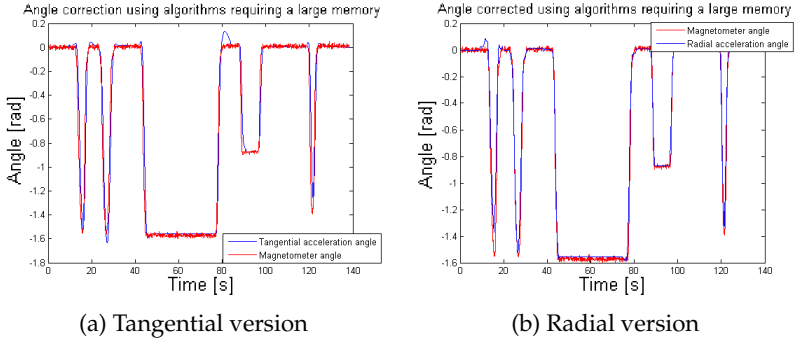 Angle correction using algorithms requiring a large memory
0.2
0
-0.2
-0.4
-0.6
-0.8
-1
-1.2
-1.4
-1.6
-1.8
Angle [rad]
0 20 40 60 80 100 120 140
Time [s]
Tangential acceleration angle
Magnetometer angle
(a) Tangential version
Angle corrected using algorithms requiring a large memory
0.2
0
-0.2
-0.4
-0.6
-0.8
-1
-1.2
-1.4
-1.6
Angle [rad]
0 20 40 60 80 100 120 140
Time [s]
Magnetometer angle
Radial acceleration angle
(b) Radial version